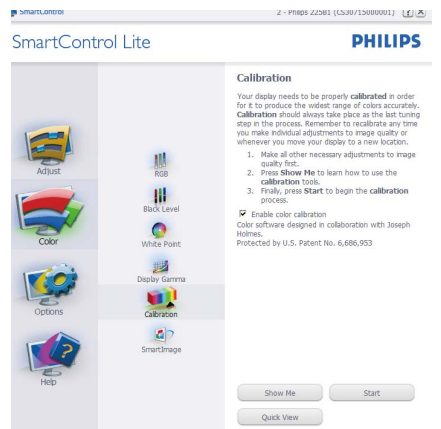 SmartControl
2 - Philips 225B1 (CS30715000001)
SmartControl Lite
PHILIPS
Adjust
Color
Options
Help
RGB
Black Level
White Point
Display Gamma
Calibration
SmartImage
Calibration
Your display needs to be properly calibrated in order
for it to produce the widest range of colors accurately.
Calibration should always take place as the last tuning
step in the process. Remember to recalibrate any time
you make individual adjustments to image quality or
whenever you move your display to a new location.
1. Make all other necessary adjustments to image
quality first.
2. Press Show Me to learn how to use the
calibration tools.
3. Finally, press Start to begin the calibration
process.
Enable color calibration
Color software designed in collaboration with Joseph
Holmes.
Protected by U.S. Patent No. 6,686,953
Show Me
Start
Quick View